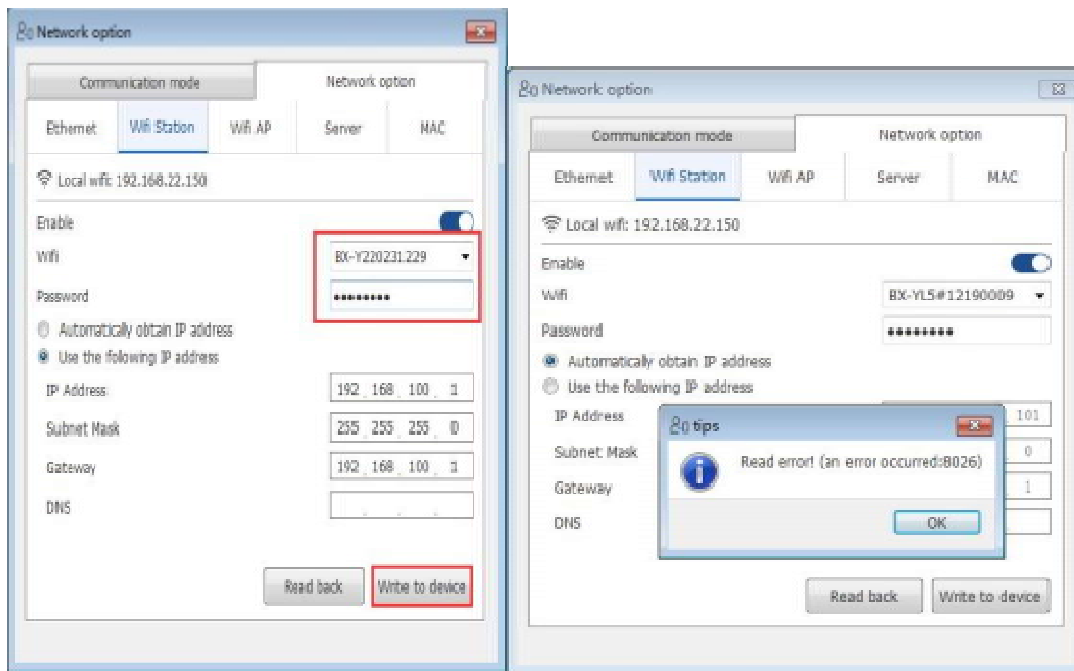 Network option
Communication mode Network option
Ethernet Wifi Station Wifi AP Server MAC
Local wifi: 192.168.22.150
Enable
Wifi BX-Y220231229
Password ••••••••
Automatically obtain IP address
Use the following IP address
IP Address 192 . 168 . 100 . 1
Subnet Mask 255 . 255 . 255 . 0
Gateway 192 . 168 . 100 . 1
DNS . . .
Read back Write to device
Network option
Communication mode Network option
Ethernet Wifi Station Wifi AP Server MAC
Local wifi: 192.168.22.150
Enable
Wifi BX-YL5#12190009
Password ••••••••
Automatically obtain IP address
Use the following IP address
IP Address 101
Subnet Mask 0
Gateway 1
DNS
tips
Read error! (an error occurred:8026)
OK
Read back Write to device